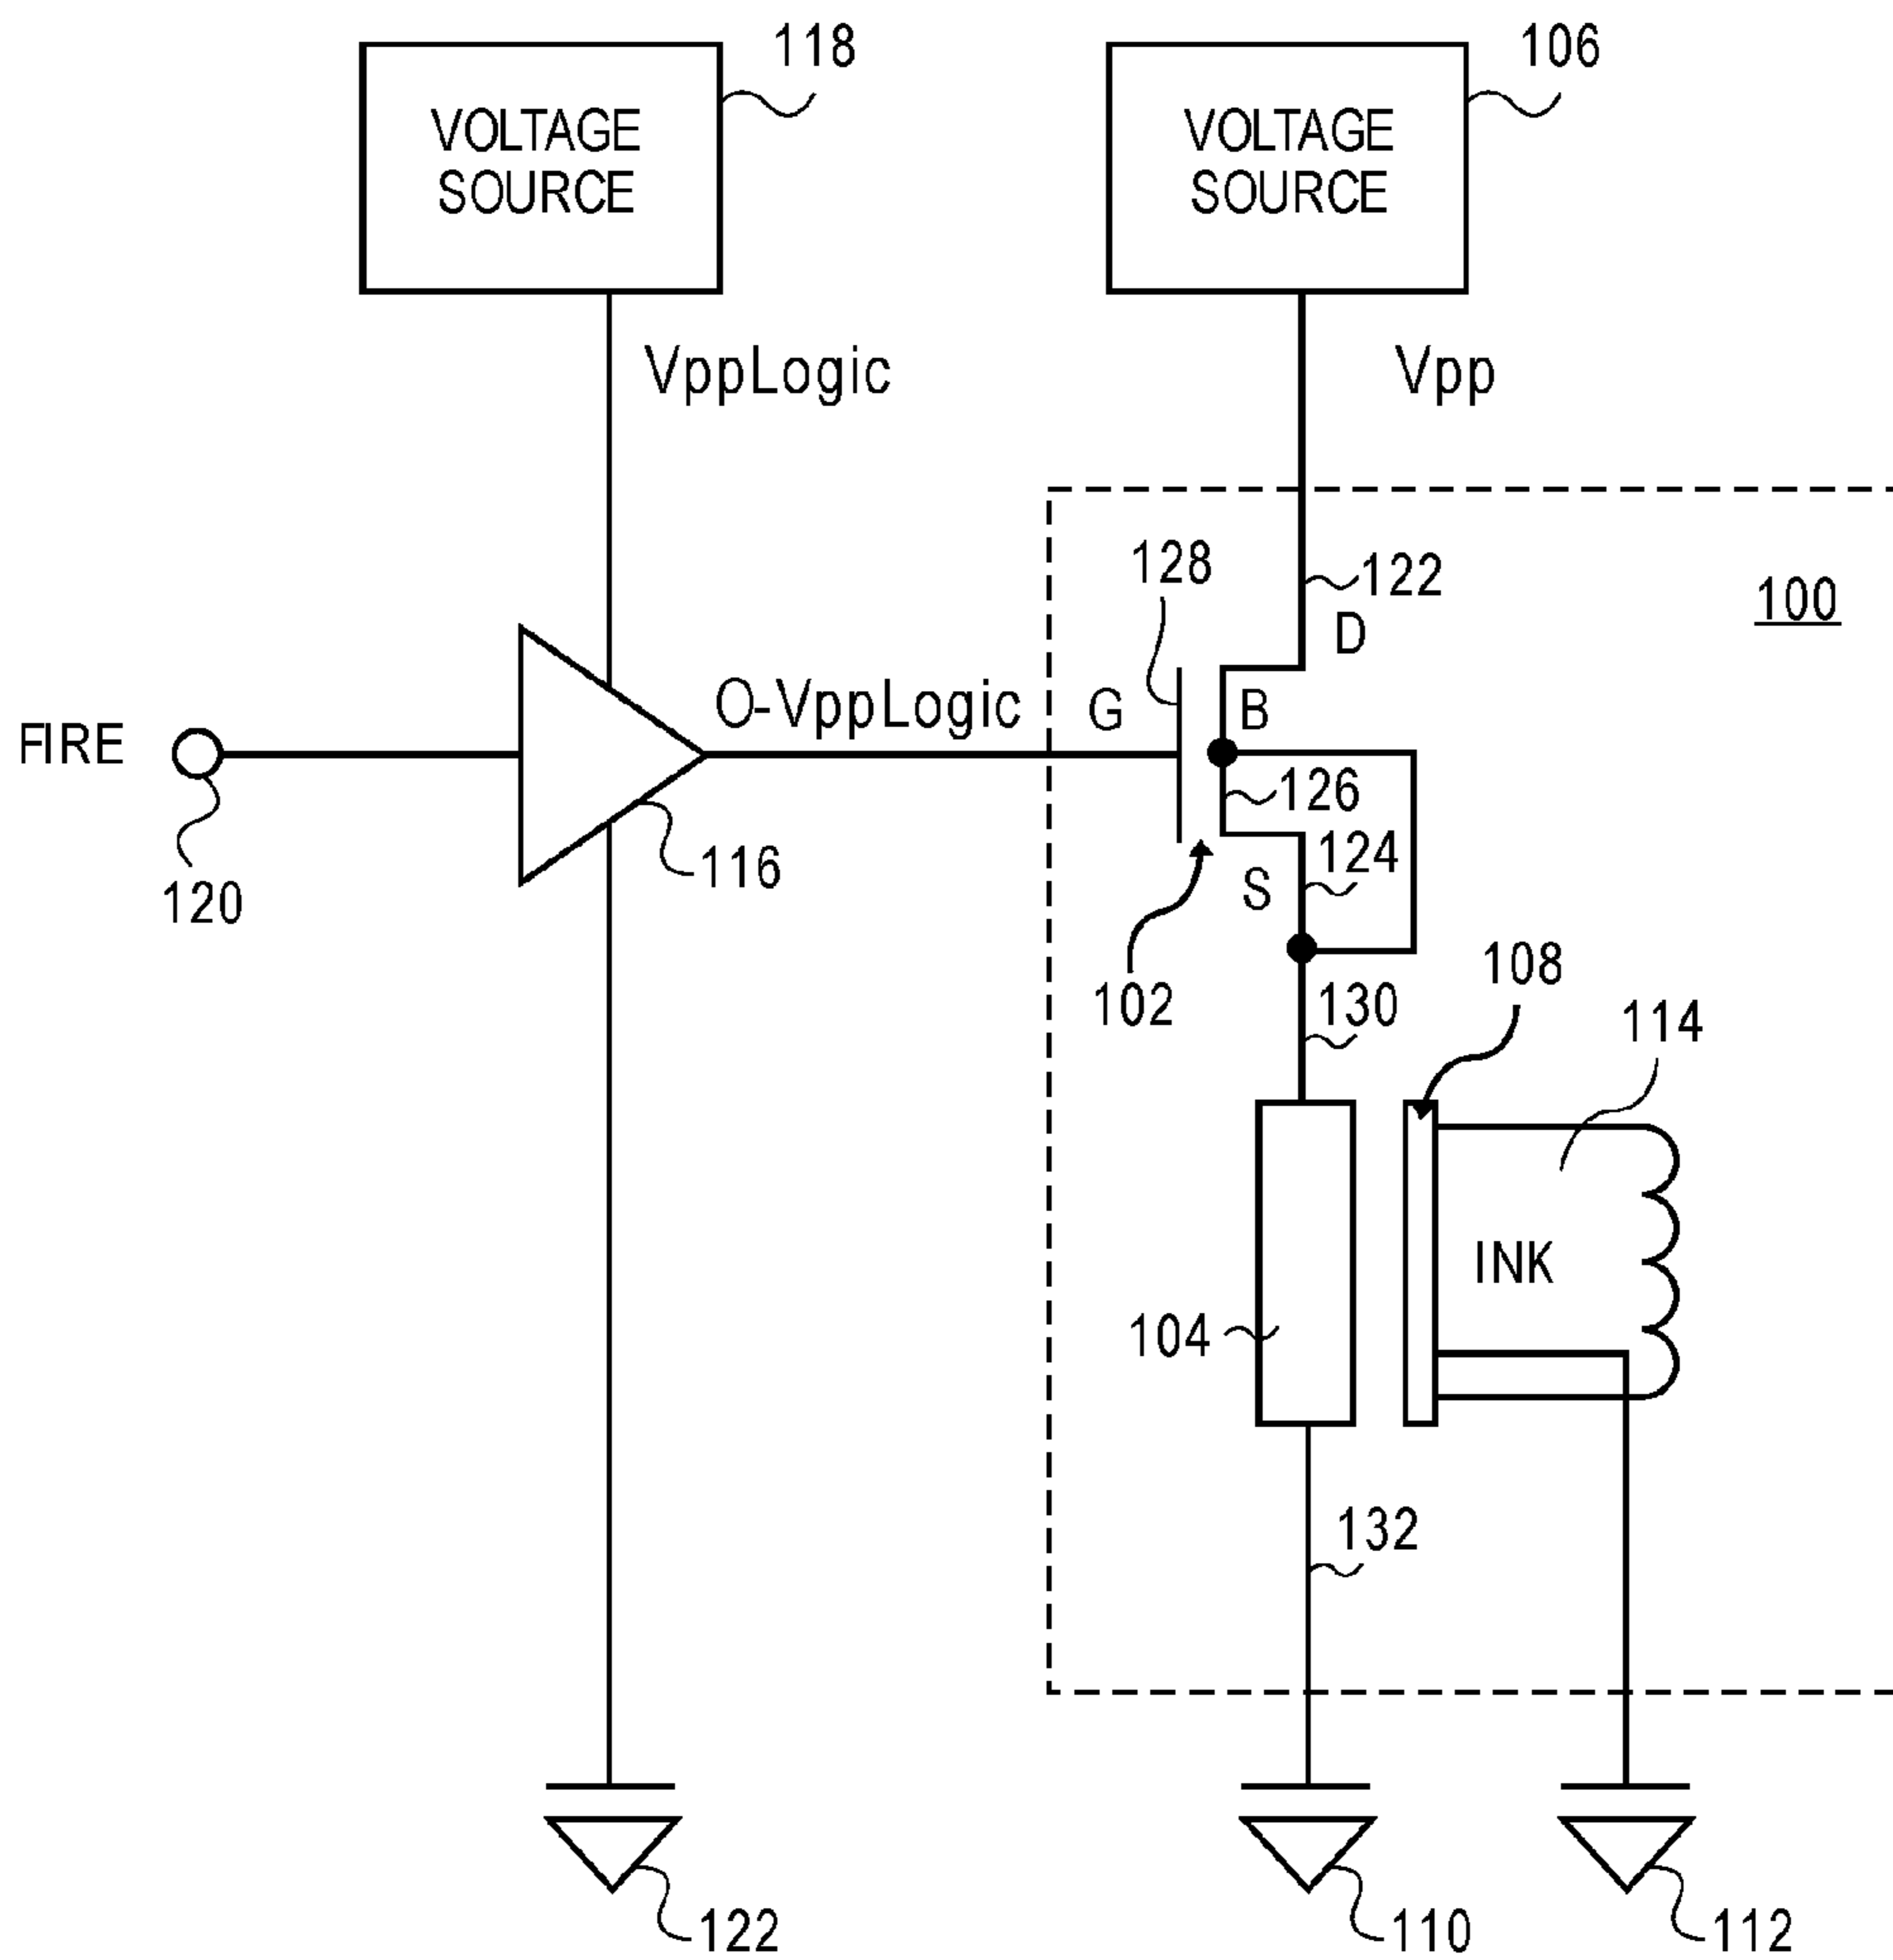 118
106
VOLTAGE
SOURCE
VOLTAGE
SOURCE
VppLogic
Vpp
128
122
100
D
O-VppLogic
G
B
FIRE
126
124
116
120
S
108
102
130
114
INK
104
132
122
110
112